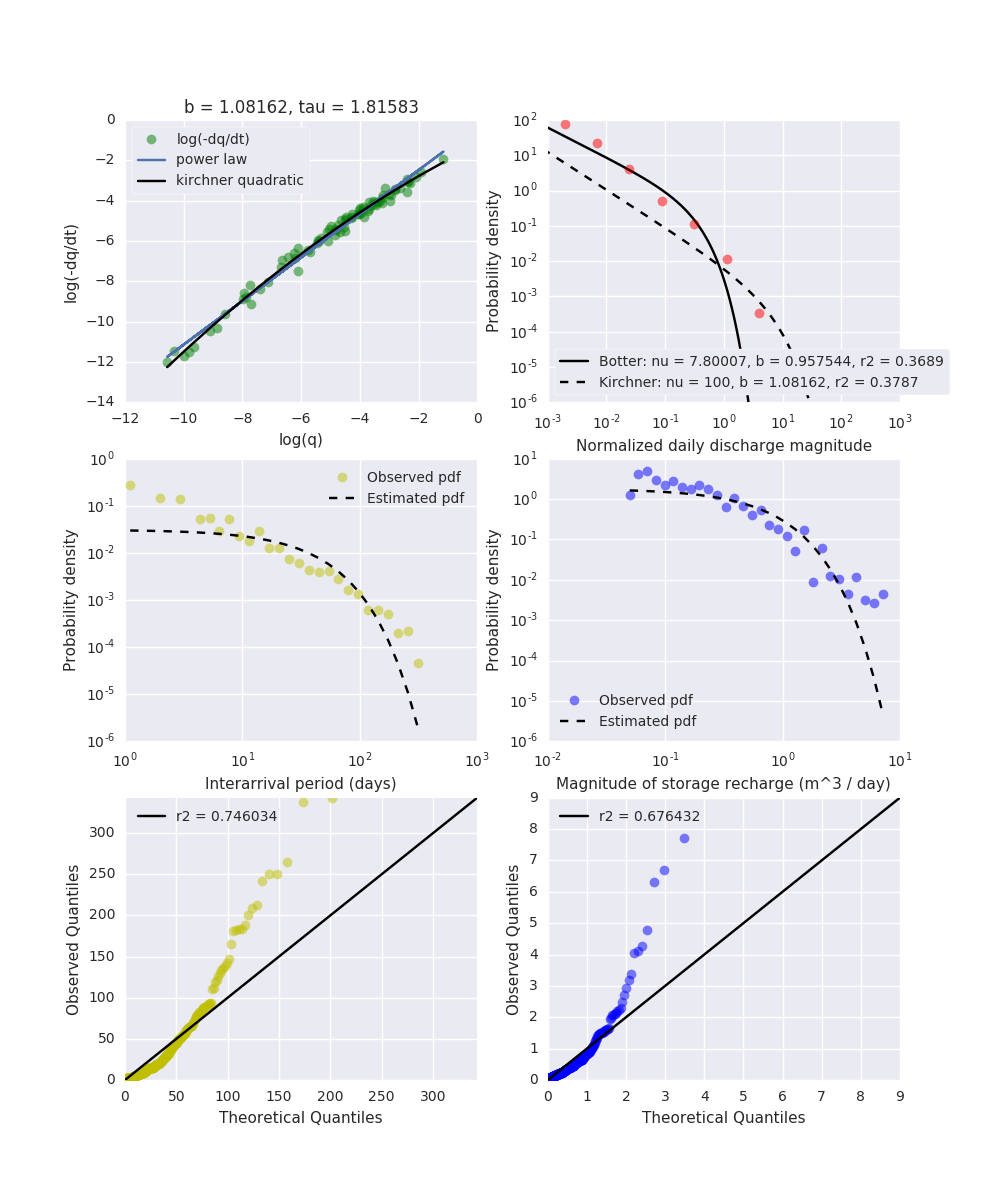 b = 1.08162, tau = 1.81583
0
−2
−4
−6
−8
−10
−12
−14
log(-dq/dt)
log(-dq/dt)
power law
kirchner quadratic
−12 −10 −8 −6 −4 −2 0
log(q)
10^2
10^1
10^0
10^-1
10^-2
10^-3
10^-4
10^-5
10^-6
Probability density
Botter: nu = 7.80007, b = 0.957544, r2 = 0.3689
Kirchner: nu = 100, b = 1.08162, r2 = 0.3787
10^-3 10^-2 10^-1 10^0 10^1 10^2 10^3
Normalized daily discharge magnitude
10^0
10^-1
10^-2
10^-3
10^-4
10^-5
10^-6
Probability density
Observed pdf
Estimated pdf
10^0 10^1 10^2 10^3
Interarrival period (days)
10^1
10^0
10^-1
10^-2
10^-3
10^-4
10^-5
10^-6
Probability density
Observed pdf
Estimated pdf
10^-2 10^-1 10^0 10^1
Magnitude of storage recharge (m^3 / day)
300
250
200
150
100
50
0
Observed Quantiles
r2 = 0.746034
0 50 100 150 200 250 300
Theoretical Quantiles
9
8
7
6
5
4
3
2
1
0
Observed Quantiles
r2 = 0.676432
0 1 2 3 4 5 6 7 8 9
Theoretical Quantiles